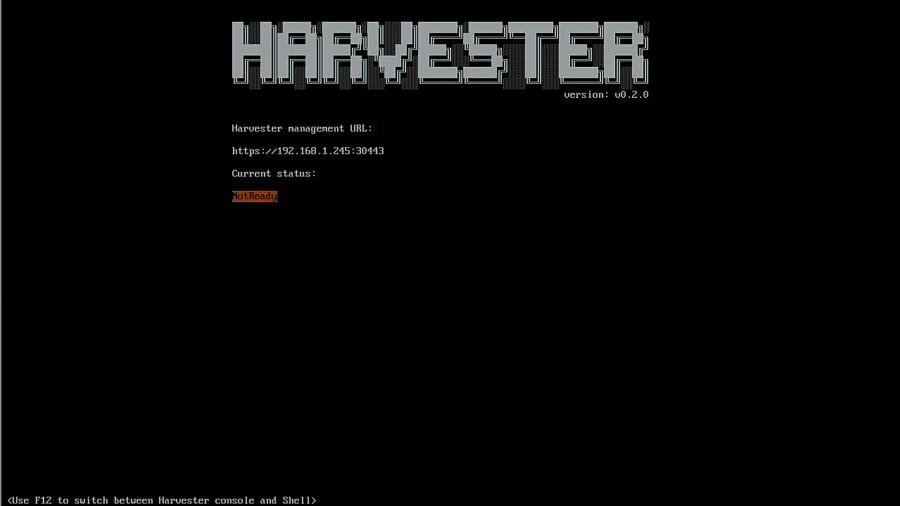 HARVESTER
version: v0.2.0
Harvester management URL:
https://192.168.1.245:30443
Current status:
NotReady
<Use F12 to switch between Harvester console and Shell>